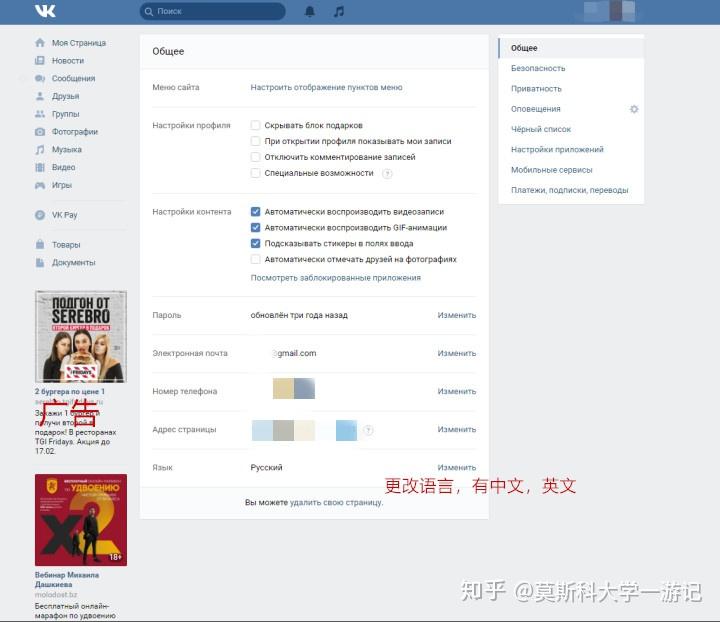 Поиск
Моя Страница
Новости
Сообщения
Друзья
Группы
Фотографии
Музыка
Видео
Игры
VK Pay
Товары
Документы
ПОДГОН ОТ
SEREBRO
ВТОРОЙ БУРГЕР В ПОДАРОК!
FRIDAYS
2 бургера по цене 1
Закажи 1 бургер и
получи второй в
подарок! В ресторанах
TGI Fridays. Акция до
17.02.
广告
УДВОЕНИЮ
x2
18+
Вебинар Михаила
Дашкиева
molodost.bz
Бесплатный онлайн-
марафон по удвоению
Общее
Меню сайта
Настроить отображение пунктов меню
Настройки профиля
Скрывать блок подарков
При открытии профиля показывать мои записи
Отключить комментирование записей
Специальные возможности ?
Настройки контента
Автоматически воспроизводить видеозаписи
Автоматически воспроизводить GIF-анимации
Подсказывать стикеры в полях ввода
Автоматически отмечать друзей на фотографиях
Посмотреть заблокированные приложения
Пароль обновлён три года назад Изменить
Электронная почта gmail.com Изменить
Номер телефона Изменить
Адрес страницы ? Изменить
Язык Русский Изменить
更改语言，有中文，英文
Вы можете удалить свою страницу.
Общее
Безопасность
Приватность
Оповещения
Чёрный список
Настройки приложений
Мобильные сервисы
Платежи, подписки, переводы
知乎 @莫斯科大学一游记